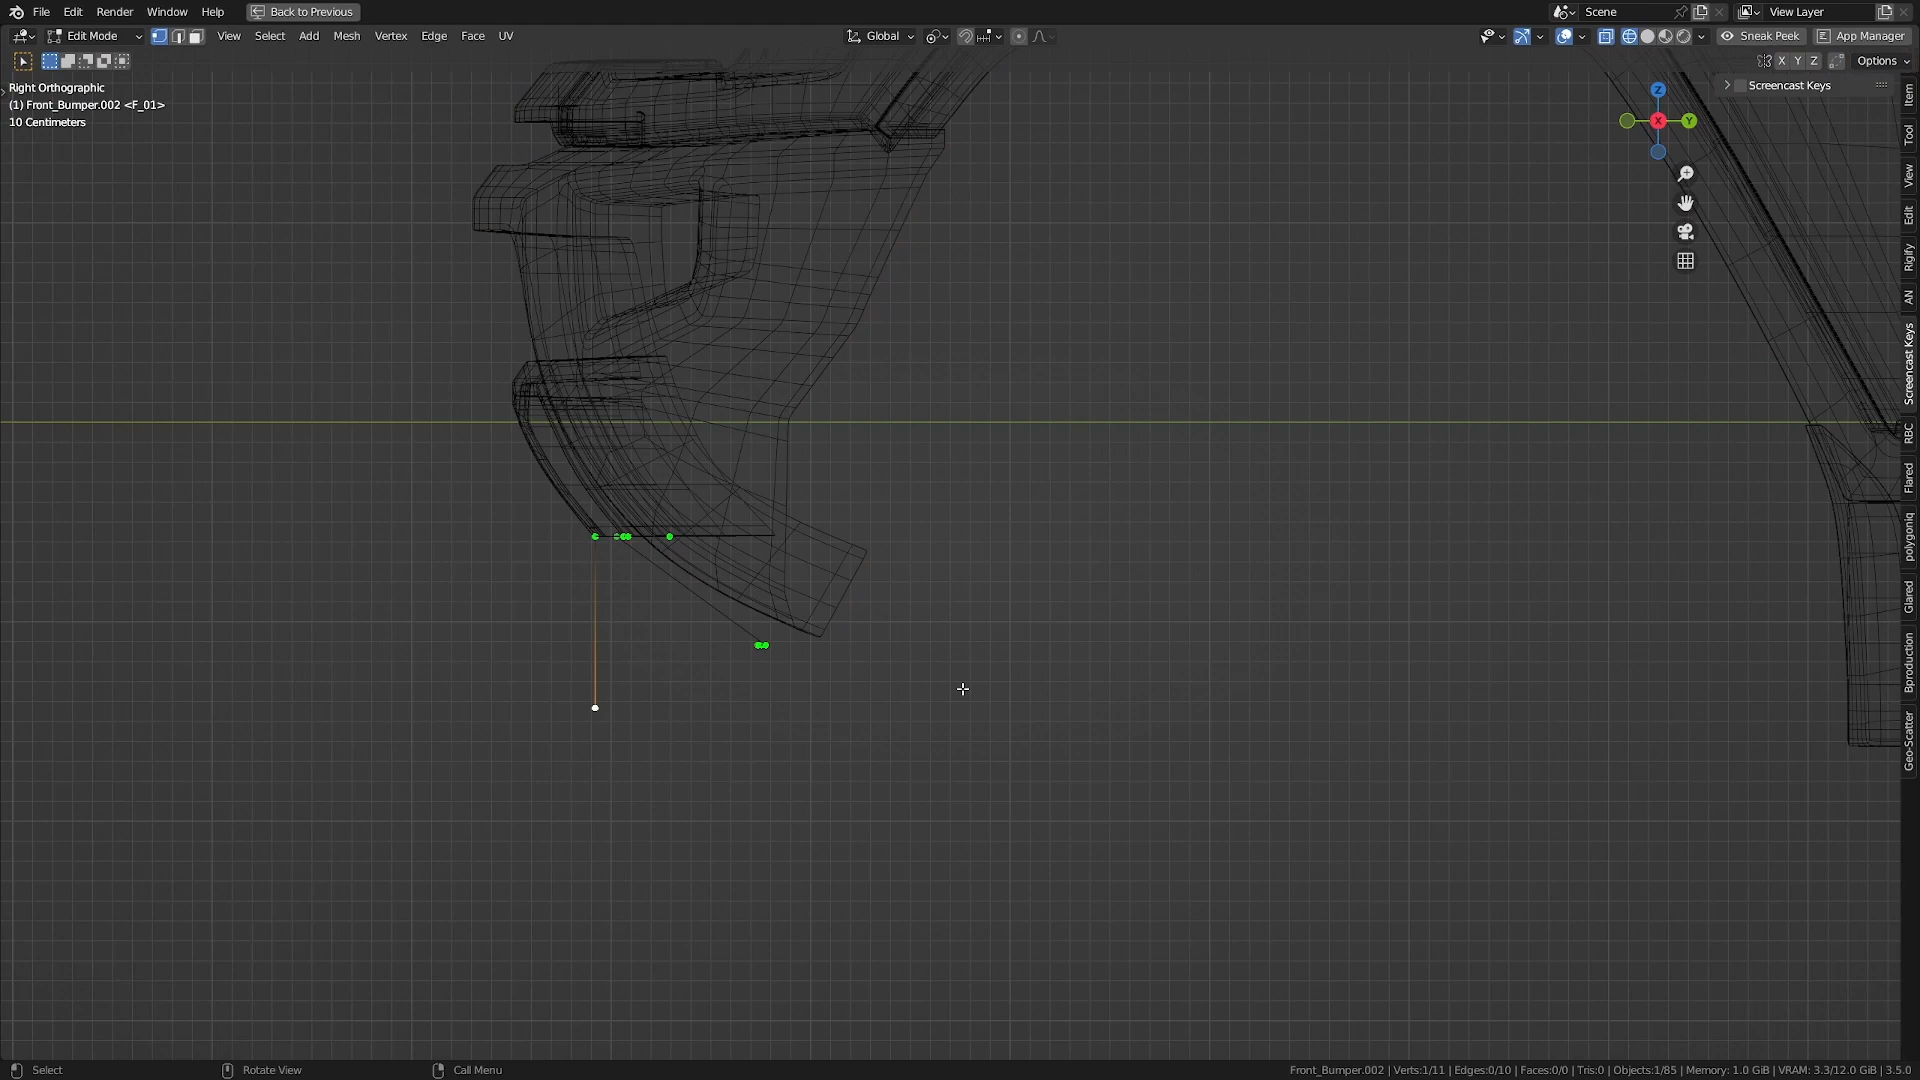 File Edit Render Window Help Back to Previous Scene View Layer
Edit Mode View Select Add Mesh Vertex Edge Face UV Global Sneak Peek App Manager
X Y Z Options
Right Orthographic
(1) Front_Bumper.002 <F_01>
10 Centimeters
Screencast Keys
Z
X
Y
Item
Tool
View
Edit
Rigify
AN
Screencast Keys
RBC
Flared
polygoniq
Glared
Bproduction
Geo-Scatter
Select Rotate View Call Menu Front_Bumper.002 | Verts:1/11 | Edges:0/10 | Faces:0/0 | Tris:0 | Objects:1/85 | Memory: 1.0 GiB | VRAM: 3.3/12.0 GiB | 3.5.0